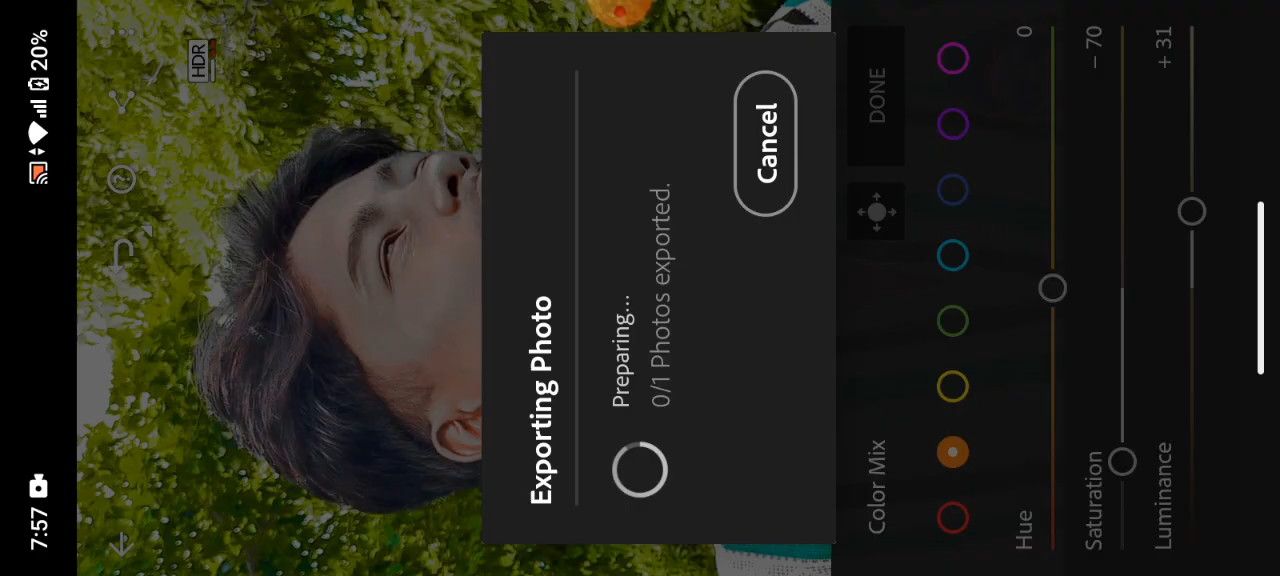 7:57
20%
HDR
Exporting Photo
Preparing...
0/1 Photos exported.
Cancel
Color Mix
DONE
Hue
0
Saturation
– 70
Luminance
+ 31